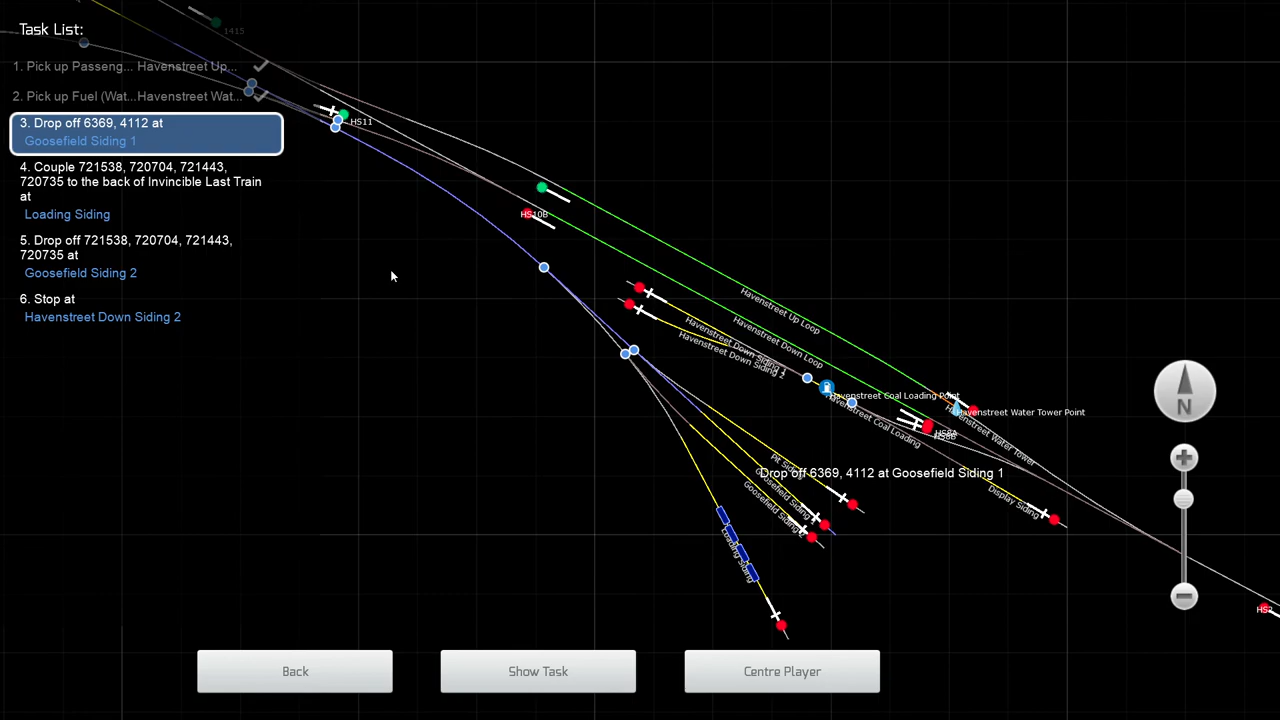 Task List:
1415
1. Pick up Passeng... Havenstreet Up...
2. Pick up Fuel (Wat...Havenstreet Wat...
HS11
3. Drop off 6369, 4112 at
Goosefield Siding 1
4. Couple 721538, 720704, 721443,
720735 to the back of Invincible Last Train
at
Loading Siding
HS10B
5. Drop off 721538, 720704, 721443,
720735 at
Goosefield Siding 2
6. Stop at
Havenstreet Down Siding 2
Havenstreet Up Loop
Havenstreet Down Loop
Havenstreet Down Siding 1
Havenstreet Down Siding 2
Havenstreet Coal Loading Point
Havenstreet Coal Loading
Havenstreet Water Tower Point
Havenstreet Water Tower
HS8A
Drop off 6369, 4112 at Goosefield Siding 1
Pit Siding
Goosefield Siding 1
Goosefield Siding 2
Display Siding
Loading Siding
N
Back
Show Task
Centre Player